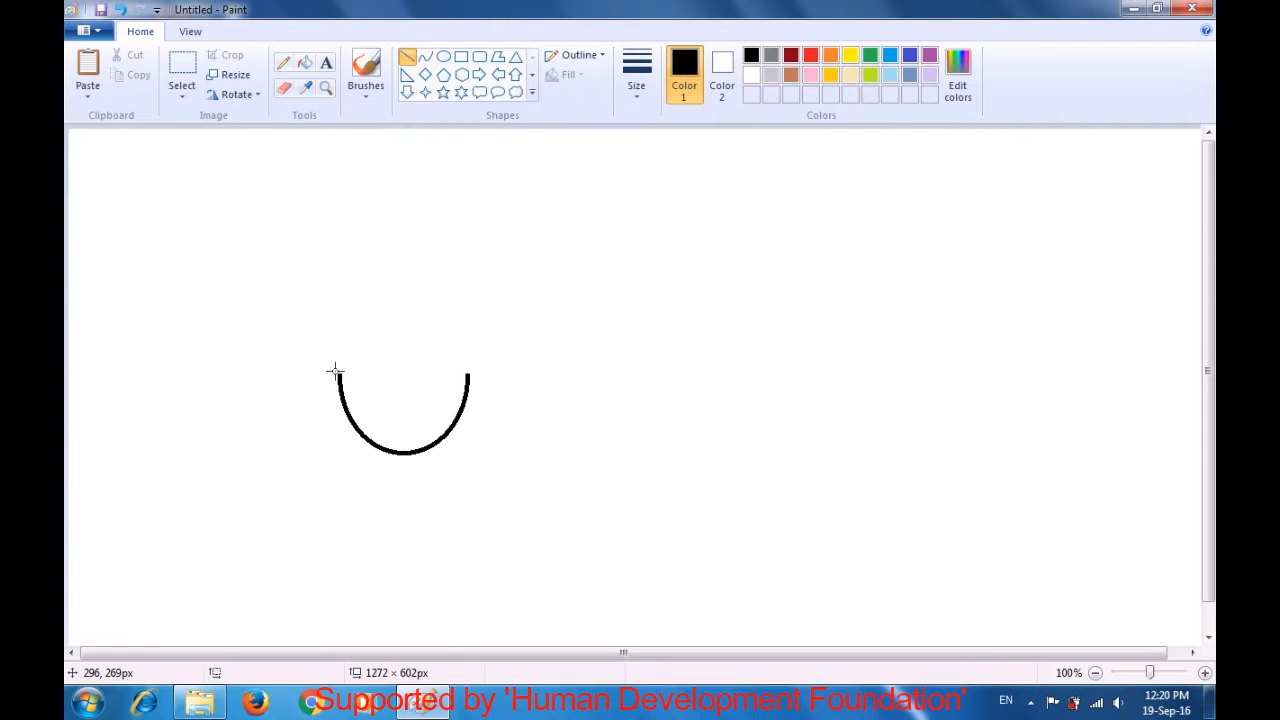 Untitled - Paint
Home View
Paste
Cut
Copy
Clipboard
Select
Crop
Resize
Rotate
Image
Tools
Brushes
Shapes
Outline
Fill
Size
Color 1
Color 2
Edit colors
Colors
296, 269px
1272 × 602px
100%
EN
12:20 PM
19-Sep-16
Supported by 'Human Development Foundation'